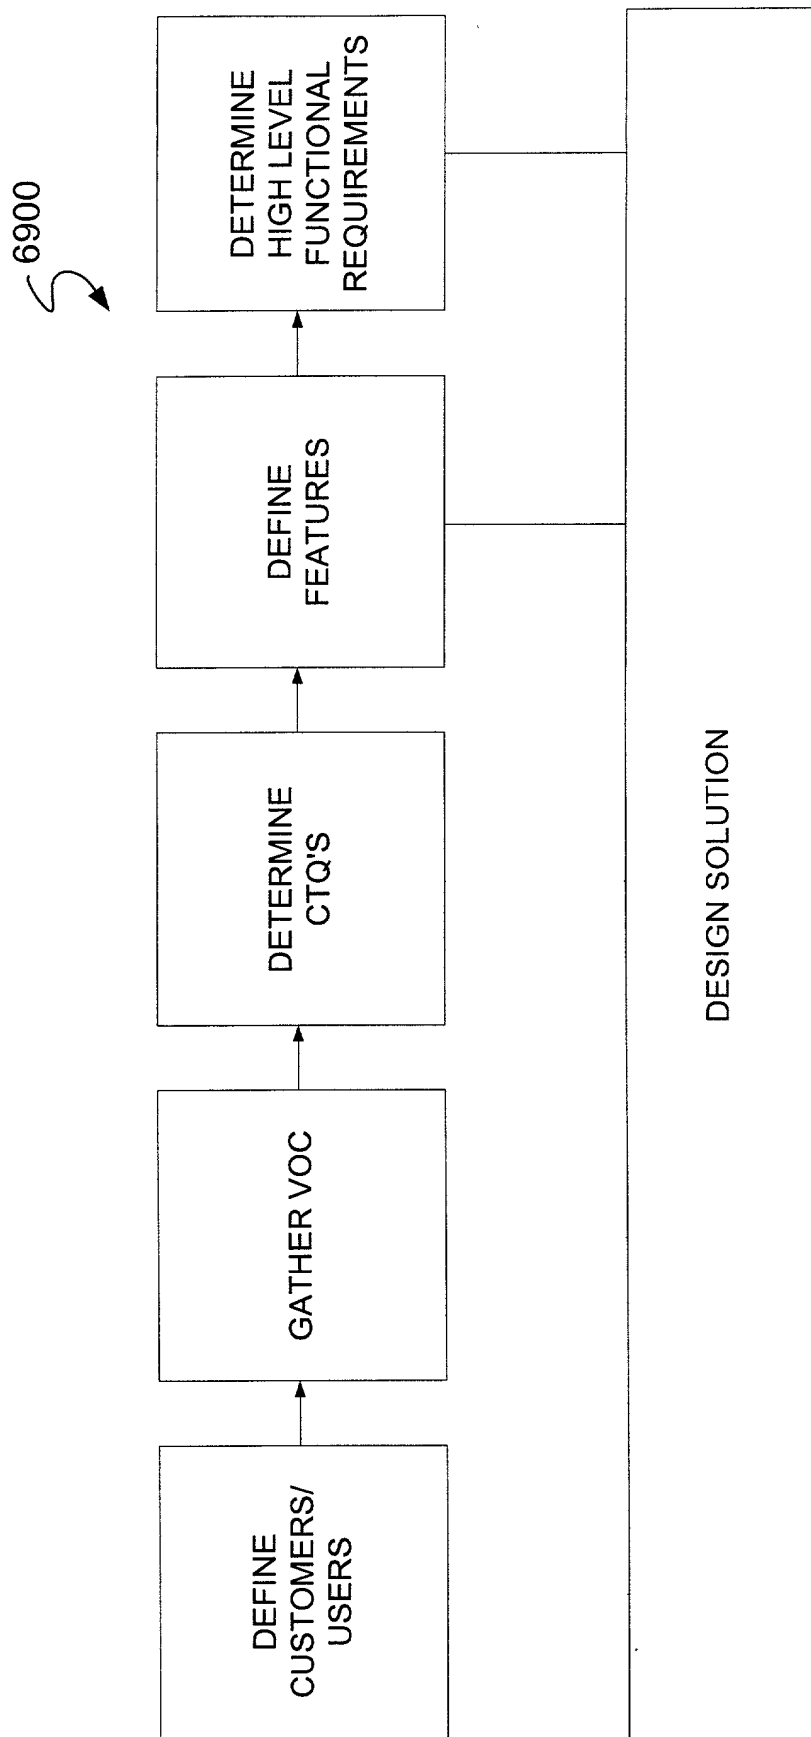 6900
DEFINE
CUSTOMERS/
USERS
GATHER VOC
DETERMINE
CTQ'S
DEFINE
FEATURES
DETERMINE
HIGH LEVEL
FUNCTIONAL
REQUIREMENTS
DESIGN SOLUTION